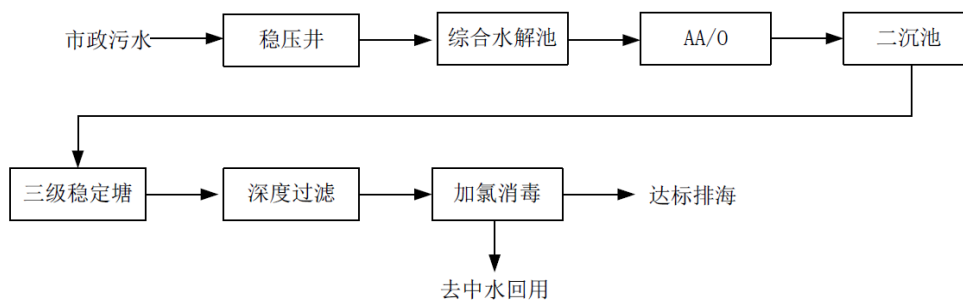 市政污水
稳压井
综合水解池
AA/O
二沉池
三级稳定塘
深度过滤
加氯消毒
达标排海
去中水回用